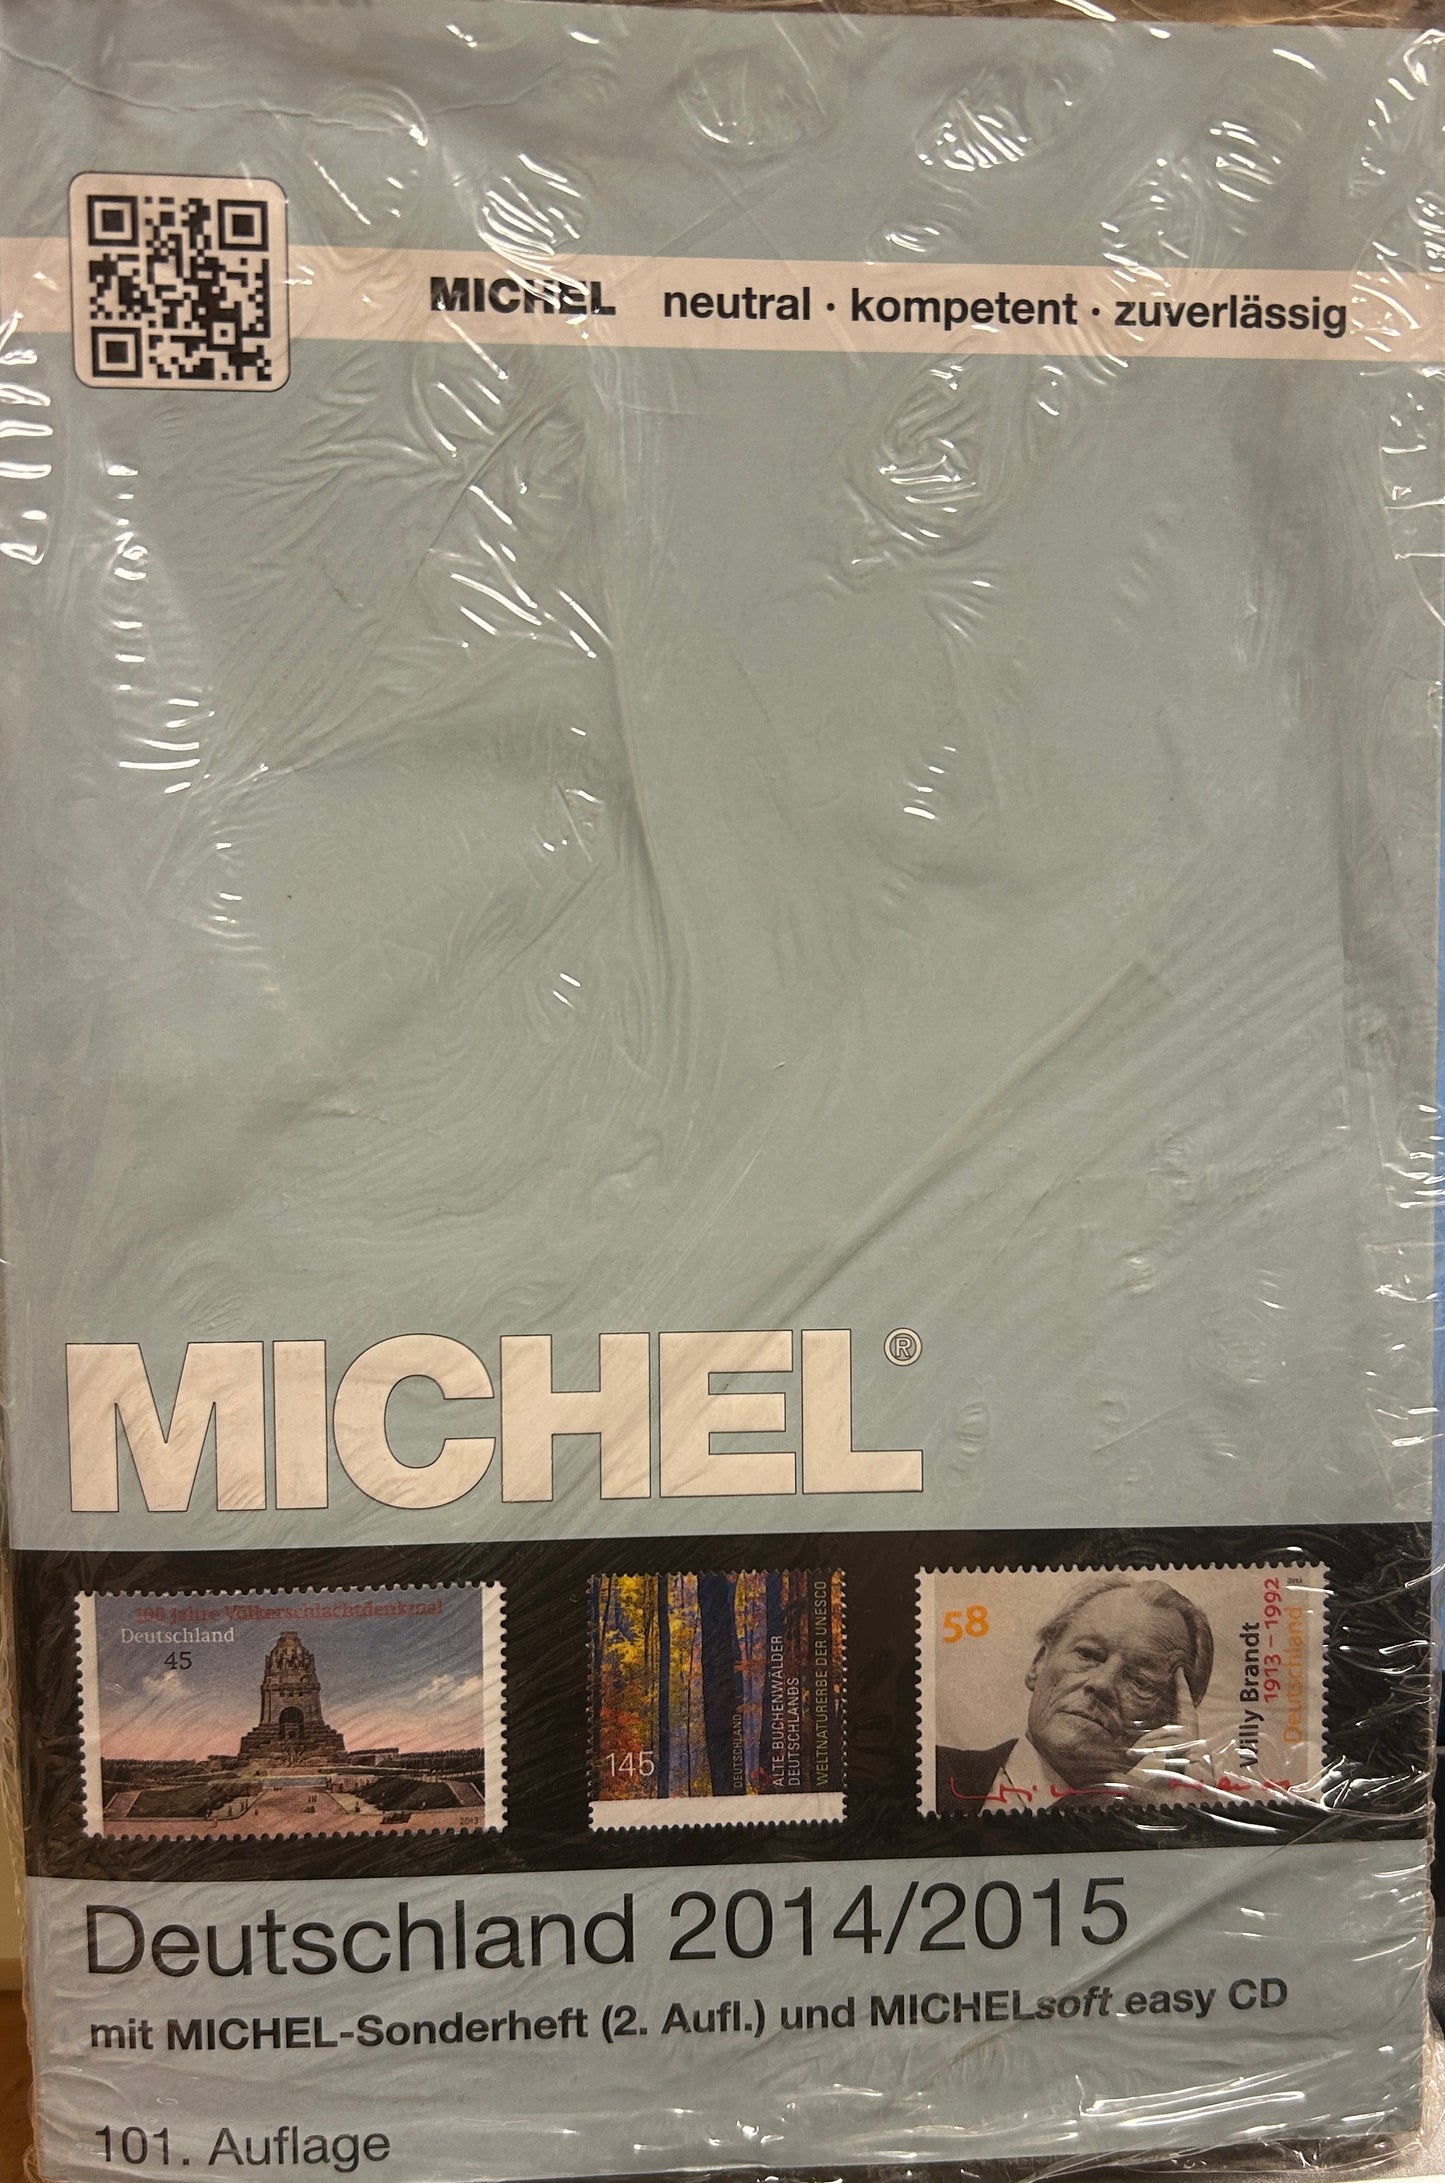 MICHEL neutral · kompetent · zuverlässig
MICHEL®
100 Jahre Völkerschlachtdenkmal
Deutschland
45
2013
145
DEUTSCHLAND
ALTE BUCHENWÄLDER
DEUTSCHLANDS
WELTNATURERBE DER UNESCO
58
Willy Brandt
1913 – 1992
Deutschland
Deutschland 2014/2015
mit MICHEL-Sonderheft (2. Aufl.) und MICHELsoft easy CD
101. Auflage